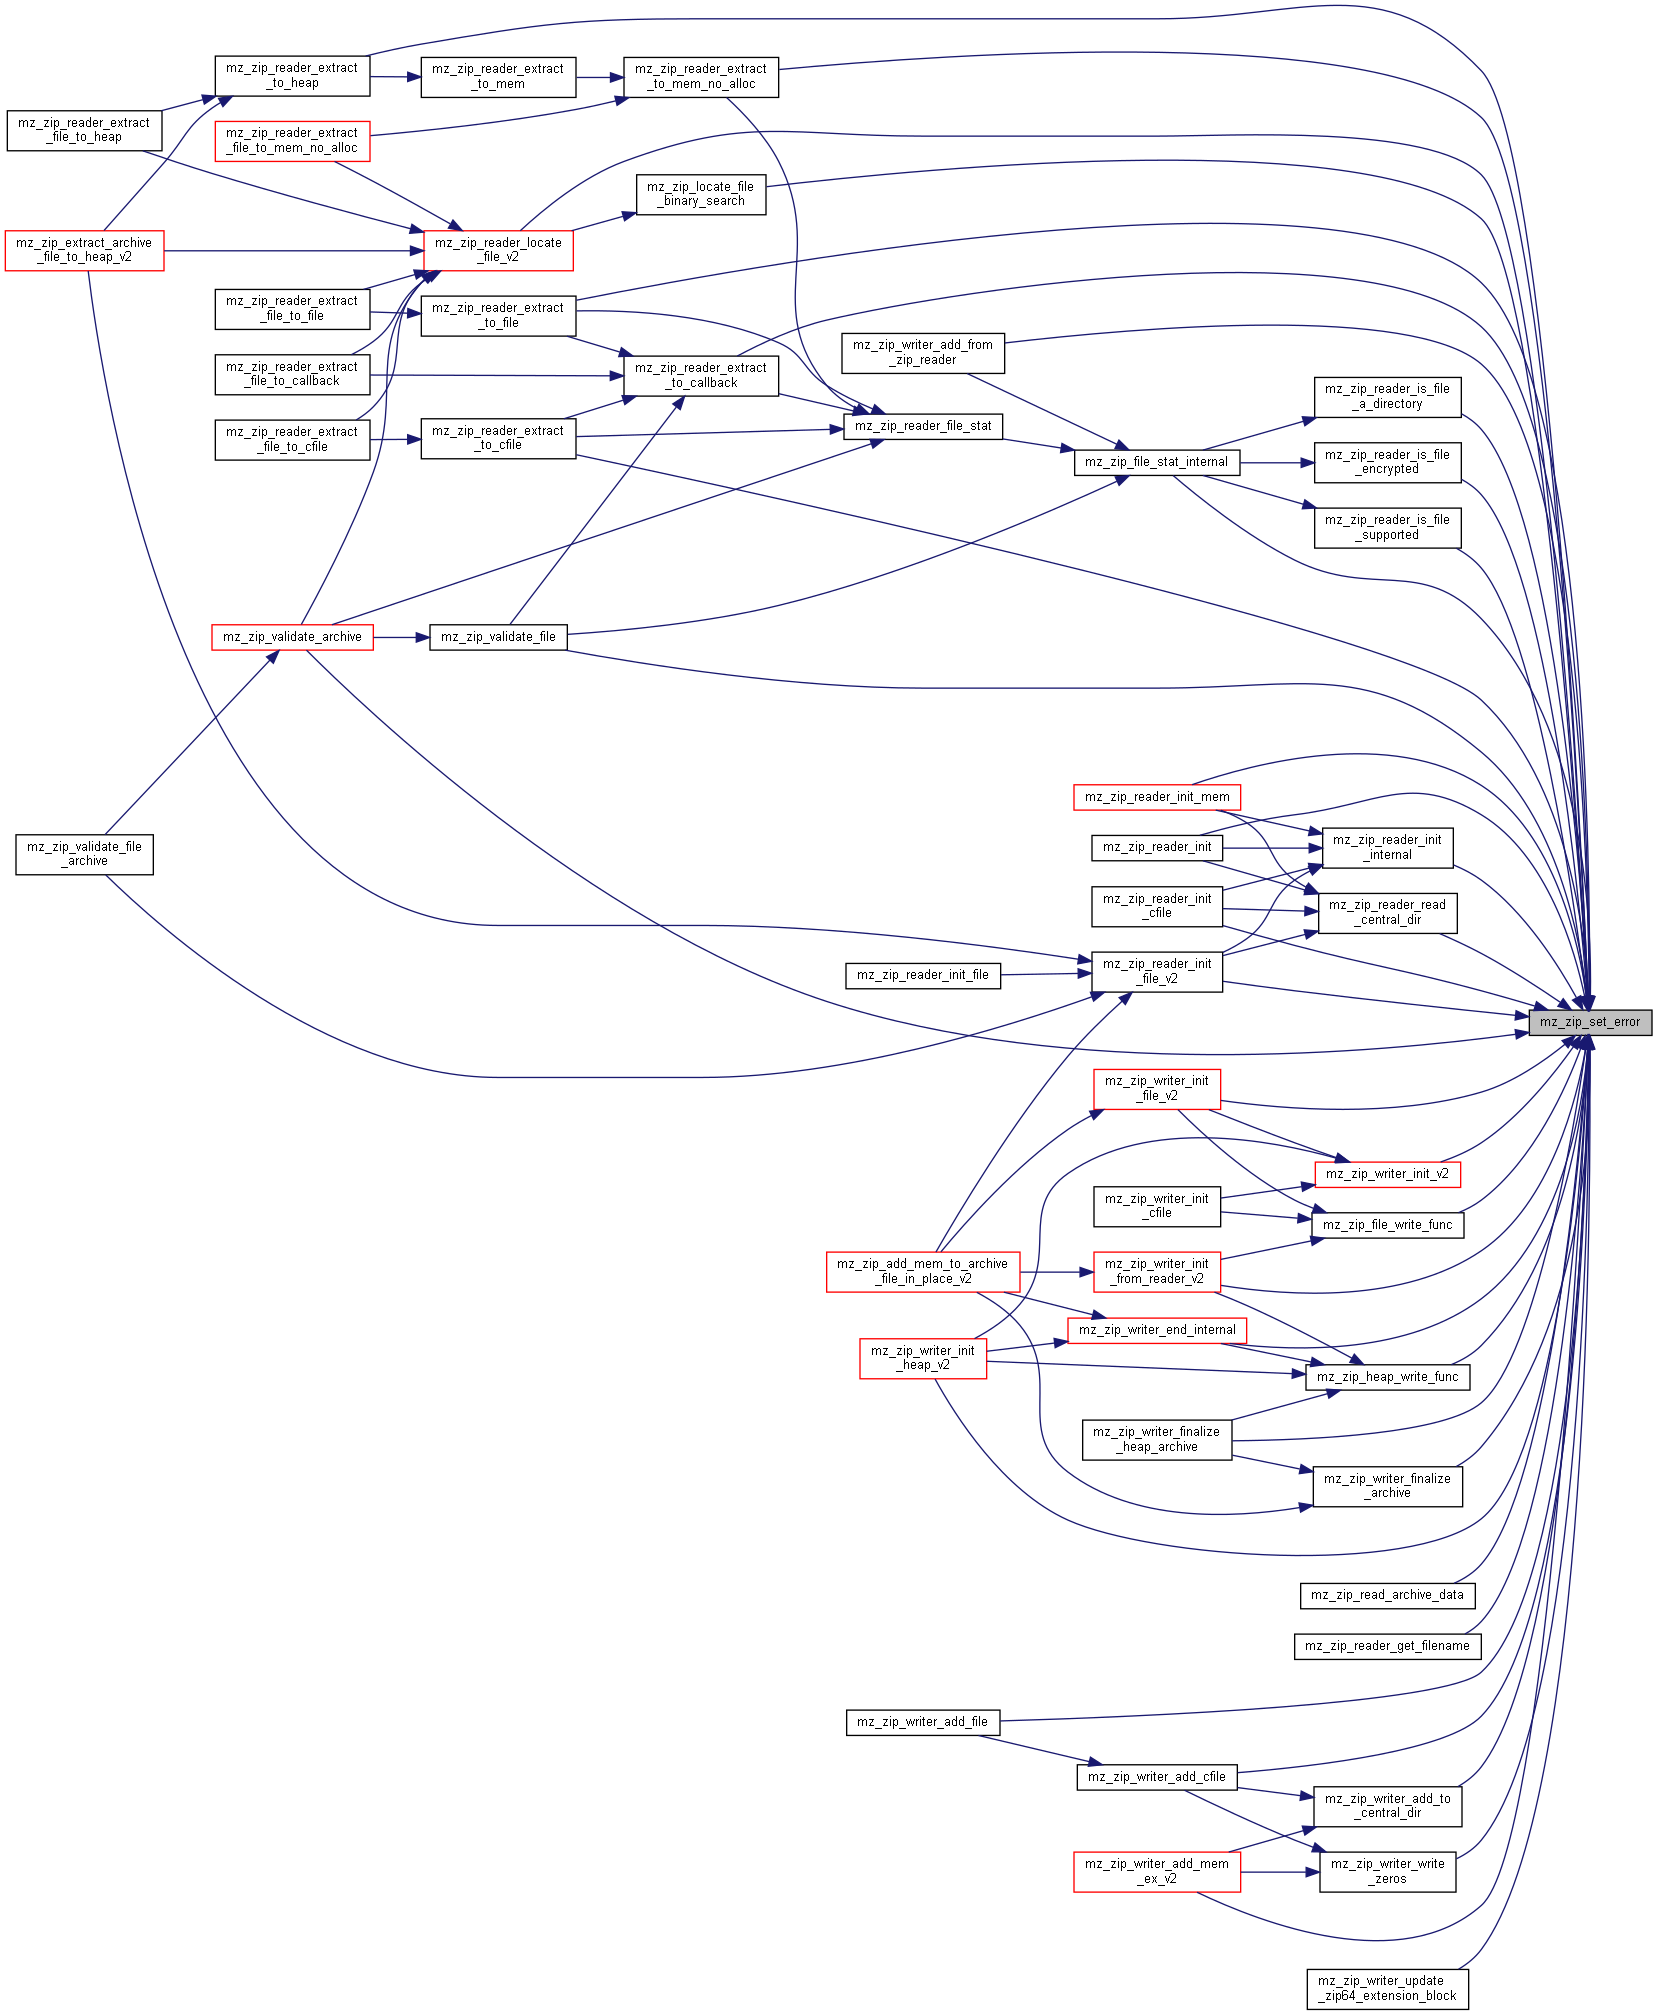 mz_zip_reader_extract
_to_heap
mz_zip_reader_extract
_to_mem
mz_zip_reader_extract
_to_mem_no_alloc
mz_zip_reader_extract
_file_to_heap
mz_zip_reader_extract
_file_to_mem_no_alloc
mz_zip_locate_file
_binary_search
mz_zip_extract_archive
_file_to_heap_v2
mz_zip_reader_locate
_file_v2
mz_zip_reader_extract
_file_to_file
mz_zip_reader_extract
_to_file
mz_zip_writer_add_from
_zip_reader
mz_zip_reader_extract
_file_to_callback
mz_zip_reader_extract
_to_callback
mz_zip_reader_is_file
_a_directory
mz_zip_reader_extract
_file_to_cfile
mz_zip_reader_extract
_to_cfile
mz_zip_reader_file_stat
mz_zip_file_stat_internal
mz_zip_reader_is_file
_encrypted
mz_zip_reader_is_file
_supported
mz_zip_validate_archive
mz_zip_validate_file
mz_zip_reader_init_mem
mz_zip_validate_file
_archive
mz_zip_reader_init
mz_zip_reader_init
_internal
mz_zip_reader_init
_cfile
mz_zip_reader_read
_central_dir
mz_zip_reader_init_file
mz_zip_reader_init
_file_v2
mz_zip_set_error
mz_zip_writer_init
_file_v2
mz_zip_writer_init_v2
mz_zip_writer_init
_cfile
mz_zip_file_write_func
mz_zip_add_mem_to_archive
_file_in_place_v2
mz_zip_writer_init
_from_reader_v2
mz_zip_writer_end_internal
mz_zip_writer_init
_heap_v2
mz_zip_heap_write_func
mz_zip_writer_finalize
_heap_archive
mz_zip_writer_finalize
_archive
mz_zip_read_archive_data
mz_zip_reader_get_filename
mz_zip_writer_add_file
mz_zip_writer_add_cfile
mz_zip_writer_add_to
_central_dir
mz_zip_writer_add_mem
_ex_v2
mz_zip_writer_write
_zeros
mz_zip_writer_update
_zip64_extension_block